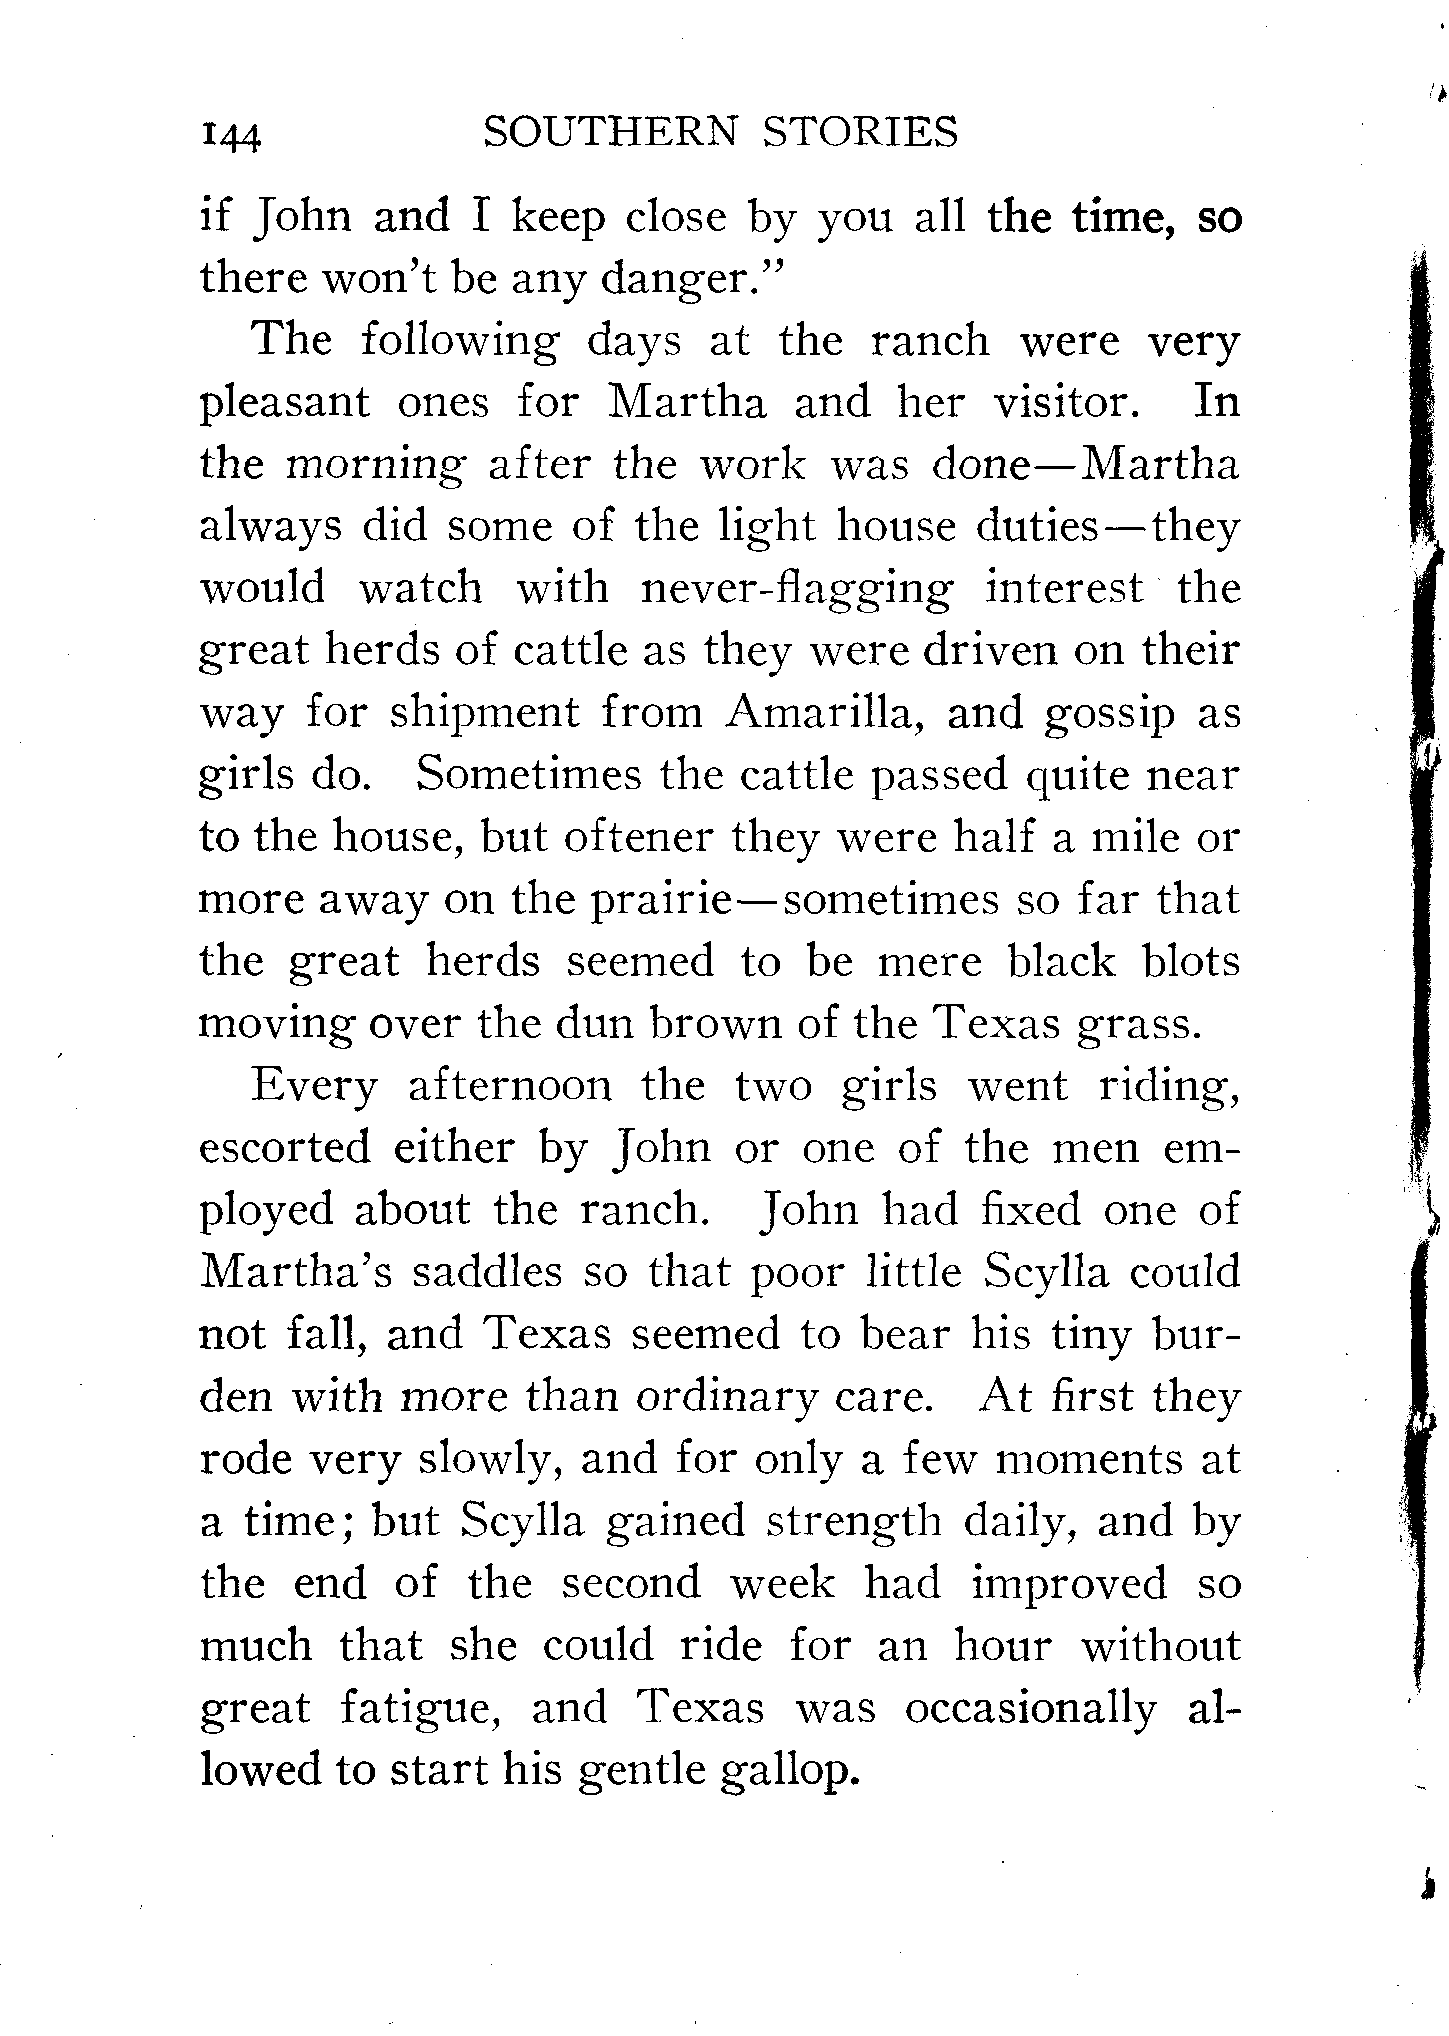 144 SOUTHERN STORIES
if John and I keep close by you all the time, so
there won't be any danger.”
The following days at the ranch were very
pleasant ones for Martha and her visitor. In
the morning after the work was done—Martha
always did some of the light house duties—they
would watch with never-flagging interest the
great herds of cattle as they were driven on their
way for shipment from Amarilla, and gossip as
girls do. Sometimes the cattle passed quite near
to the house, but oftener they were half a mile or
more away on the prairie—sometimes so far that
the great herds seemed to be mere black blots
moving over the dun brown of the Texas grass.
Every afternoon the two girls went riding,
escorted either by John or one of the men em-
ployed about the ranch. John had fixed one of
Martha's saddles so that poor little Scylla could
not fall, and Texas seemed to bear his tiny bur-
den with more than ordinary care. At first they
rode very slowly, and for only a few moments at
a time; but Scylla gained strength daily, and by
the end of the second week had improved so
much that she could ride for an hour without
great fatigue, and Texas was occasionally al-
lowed to start his gentle gallop.